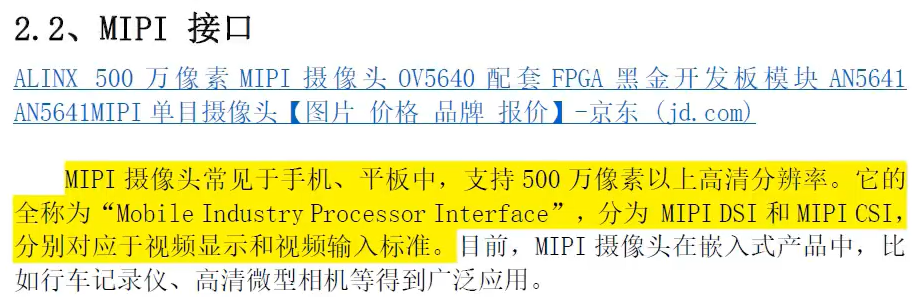 2.2、MIPI 接口
ALINX 500 万像素 MIPI 摄像头 OV5640 配套 FPGA 黑金开发板模块 AN5641
AN5641MIPI 单目摄像头【图片 价格 品牌 报价】-京东 (jd.com)
MIPI 摄像头常见于手机、平板中，支持 500 万像素以上高清分辨率。它的
全称为“Mobile Industry Processor Interface”，分为 MIPI DSI 和 MIPI CSI，
分别对应于视频显示和视频输入标准。目前，MIPI 摄像头在嵌入式产品中，比
如行车记录仪、高清微型相机等得到广泛应用。